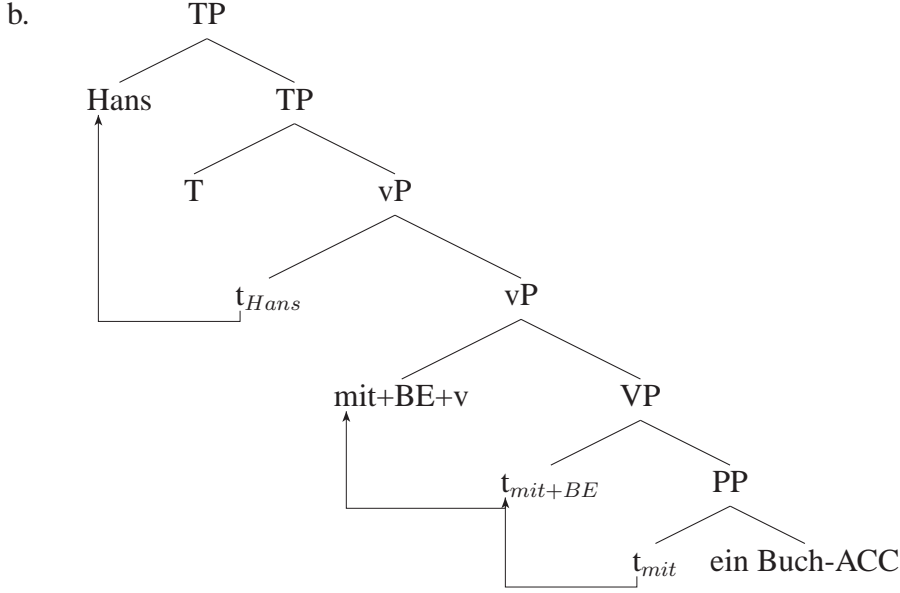 b. TP
Hans TP
T vP
t_Hans vP
mit+BE+v VP
t_mit+BE PP
t_mit ein Buch-ACC